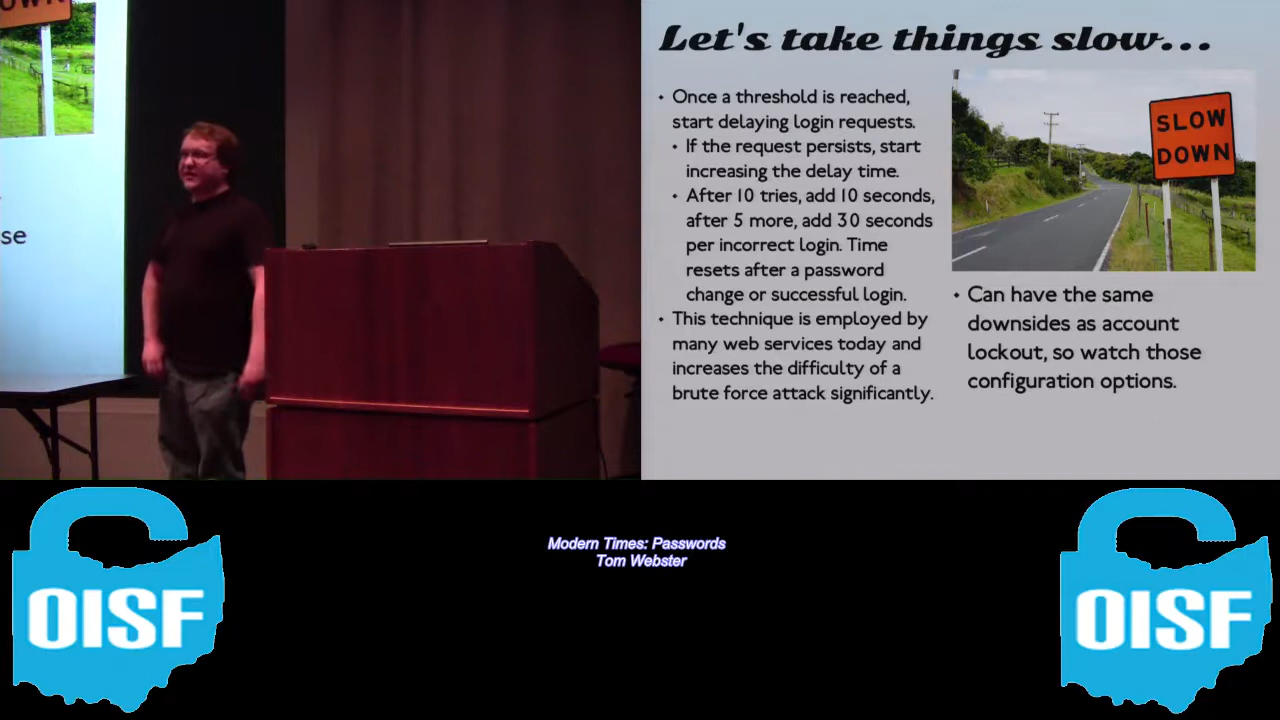 OWN
se
Let's take things slow...
• Once a threshold is reached,
start delaying login requests.
• If the request persists, start
increasing the delay time.
• After 10 tries, add 10 seconds,
after 5 more, add 30 seconds
per incorrect login. Time
resets after a password
change or successful login.
• This technique is employed by
many web services today and
increases the difficulty of a
brute force attack significantly.
SLOW
DOWN
• Can have the same
downsides as account
lockout, so watch those
configuration options.
Modern Times: Passwords
Tom Webster
OISF
OISF